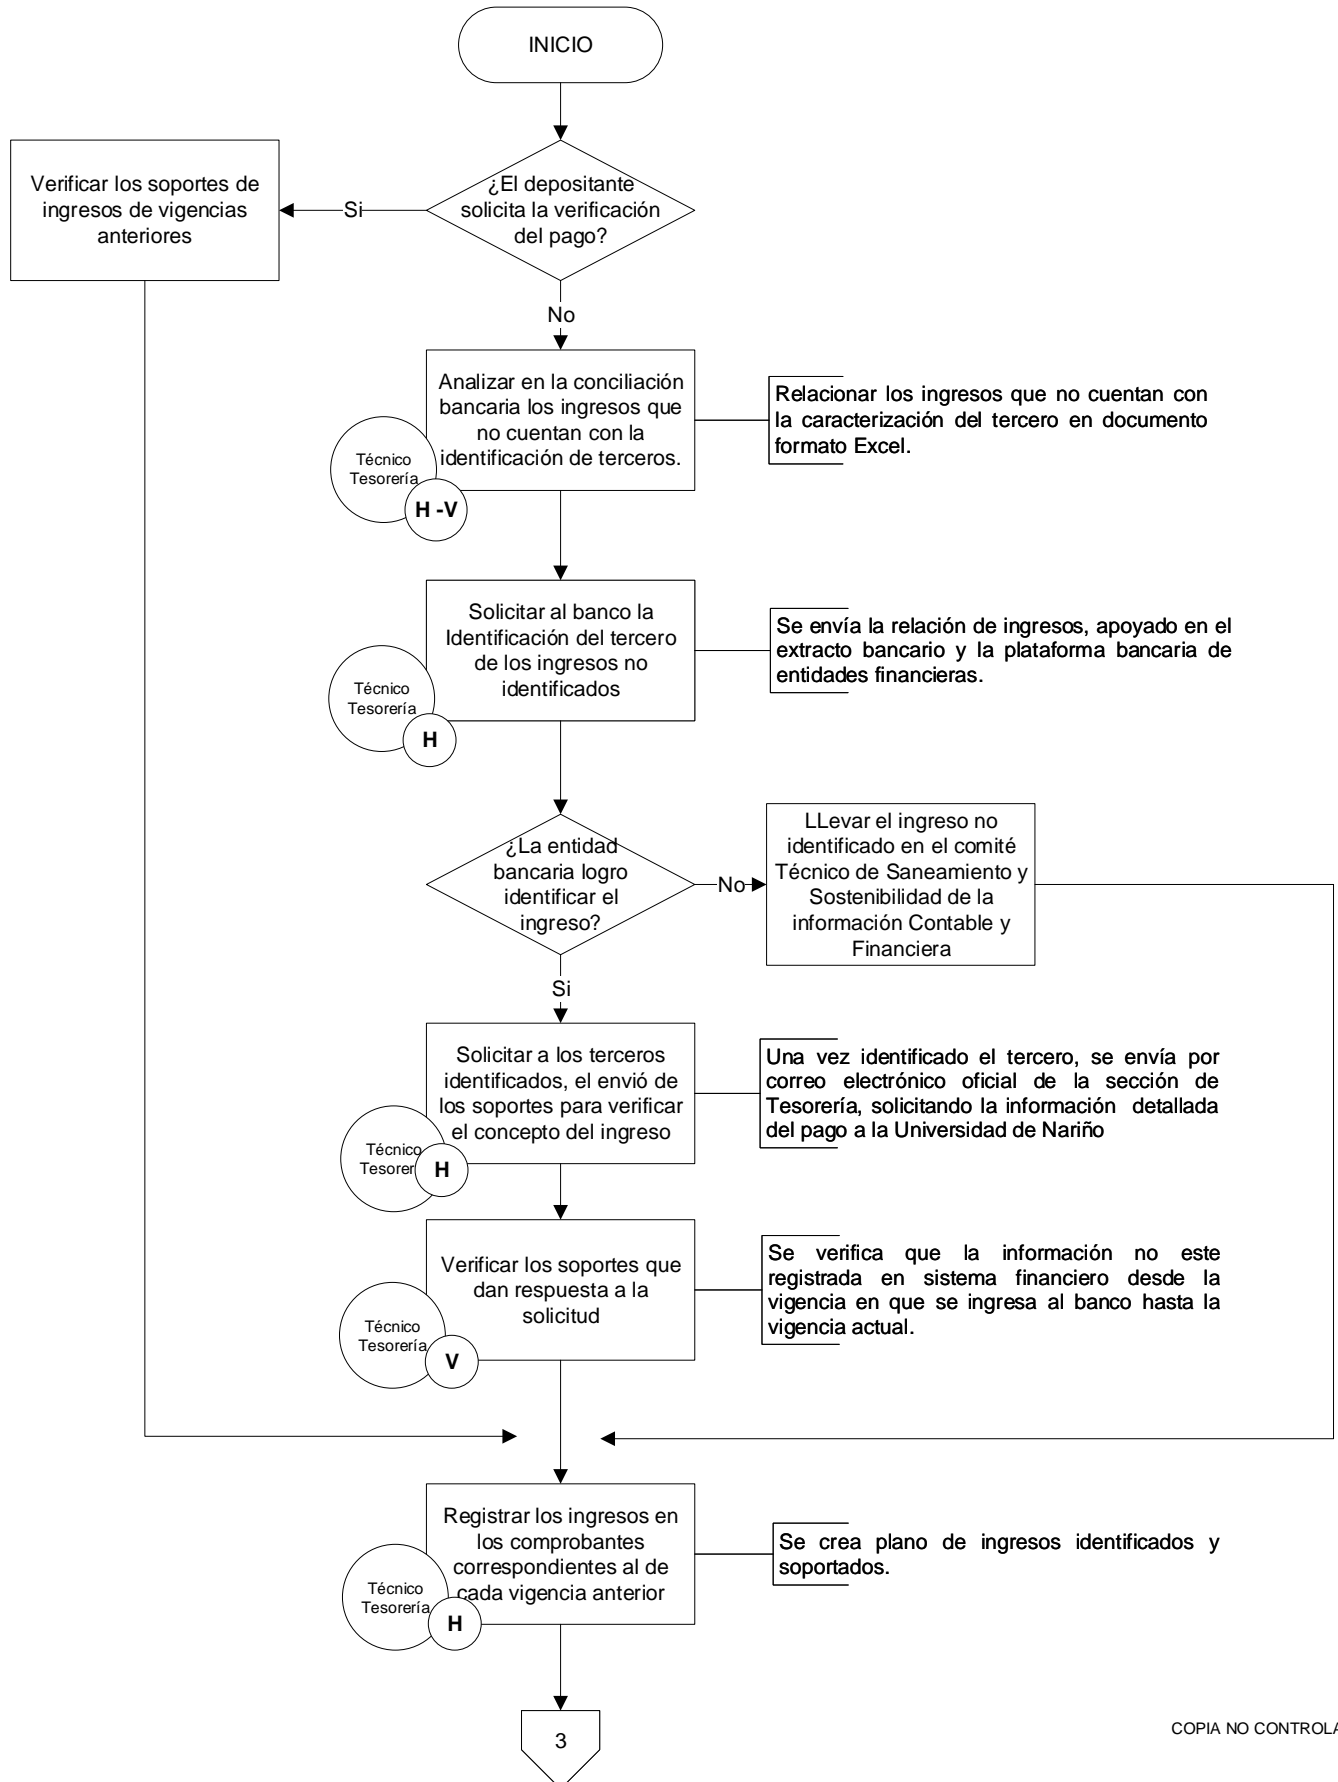 INICIO
¿El depositante
solicita la verificación
del pago?
Si
Verificar los soportes de
ingresos de vigencias
anteriores
No
Analizar en la conciliación
bancaria los ingresos que
no cuentan con la
identificación de terceros.
Técnico
Tesorería
H -V
Relacionar los ingresos que no cuentan con
la caracterización del tercero en documento
formato Excel.
Solicitar al banco la
Identificación del tercero
de los ingresos no
identificados
Técnico
Tesorería
H
Se envía la relación de ingresos, apoyado en el
extracto bancario y la plataforma bancaria de
entidades financieras.
¿La entidad
bancaria logro
identificar el
ingreso?
No
LLevar el ingreso no
identificado en el comité
Técnico de Saneamiento y
Sostenibilidad de la
información Contable y
Financiera
Si
Solicitar a los terceros
identificados, el envió de
los soportes para verificar
el concepto del ingreso
Técnico
Tesorer
H
Una vez identificado el tercero, se envía por
correo electrónico oficial de la sección de
Tesorería, solicitando la información detallada
del pago a la Universidad de Nariño
Verificar los soportes que
dan respuesta a la
solicitud
Técnico
Tesorería
V
Se verifica que la información no este
registrada en sistema financiero desde la
vigencia en que se ingresa al banco hasta la
vigencia actual.
Registrar los ingresos en
los comprobantes
correspondientes al de
cada vigencia anterior
Técnico
Tesorería
H
Se crea plano de ingresos identificados y
soportados.
3
COPIA NO CONTROLA